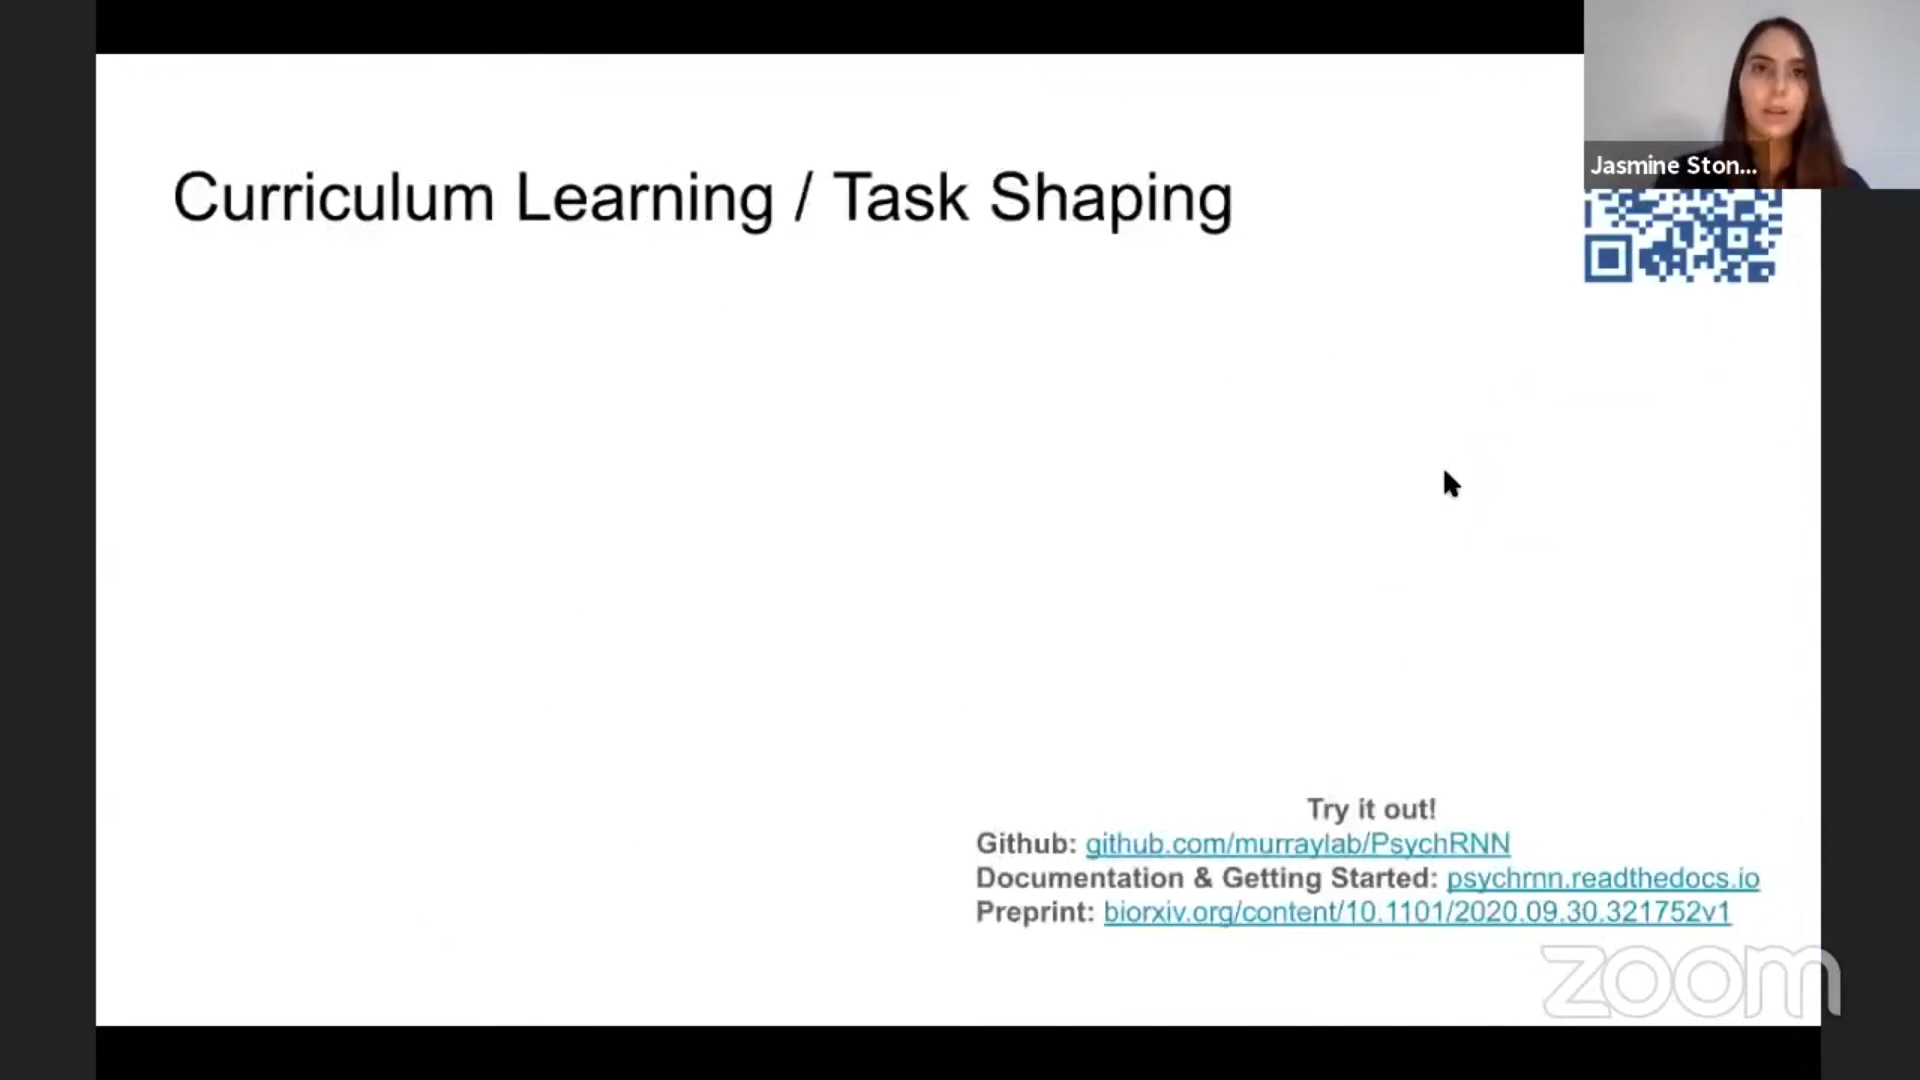 Jasmine Ston...
Curriculum Learning / Task Shaping
Try it out!
Github: github.com/murraylab/PsychRNN
Documentation & Getting Started: psychrnn.readthedocs.io
Preprint: biorxiv.org/content/10.1101/2020.09.30.321752v1
zoom